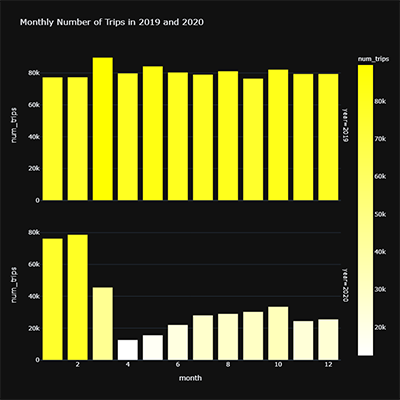 Monthly Number of Trips in 2019 and 2020
num_trips
80k
60k
40k
20k
0
num_trips
year=2019
80k
60k
40k
20k
0
num_trips
year=2020
2
4
6
8
10
12
month
num_trips
80k
70k
60k
50k
40k
30k
20k